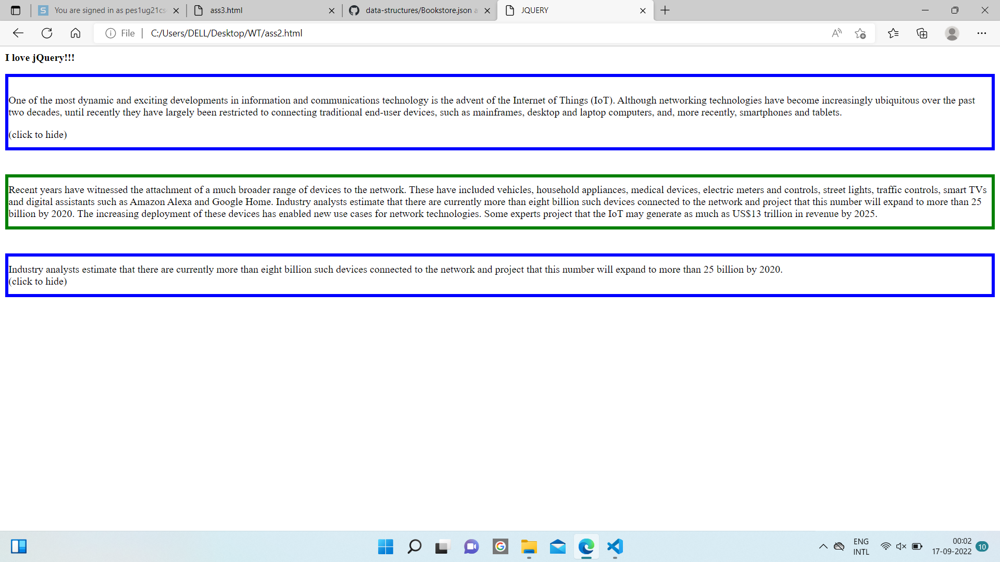 You are signed in as pes1ug21cs
ass3.html
data-structures/Bookstore.json a
JQUERY
File
C:/Users/DELL/Desktop/WT/ass2.html
I love jQuery!!!
One of the most dynamic and exciting developments in information and communications technology is the advent of the Internet of Things (IoT). Although networking technologies have become increasingly ubiquitous over the past
two decades, until recently they have largely been restricted to connecting traditional end-user devices, such as mainframes, desktop and laptop computers, and, more recently, smartphones and tablets.
(click to hide)
Recent years have witnessed the attachment of a much broader range of devices to the network. These have included vehicles, household appliances, medical devices, electric meters and controls, street lights, traffic controls, smart TVs
and digital assistants such as Amazon Alexa and Google Home. Industry analysts estimate that there are currently more than eight billion such devices connected to the network and project that this number will expand to more than 25
billion by 2020. The increasing deployment of these devices has enabled new use cases for network technologies. Some experts project that the IoT may generate as much as US$13 trillion in revenue by 2025.
Industry analysts estimate that there are currently more than eight billion such devices connected to the network and project that this number will expand to more than 25 billion by 2020.
(click to hide)
ENG
INTL
00:02
17-09-2022
10